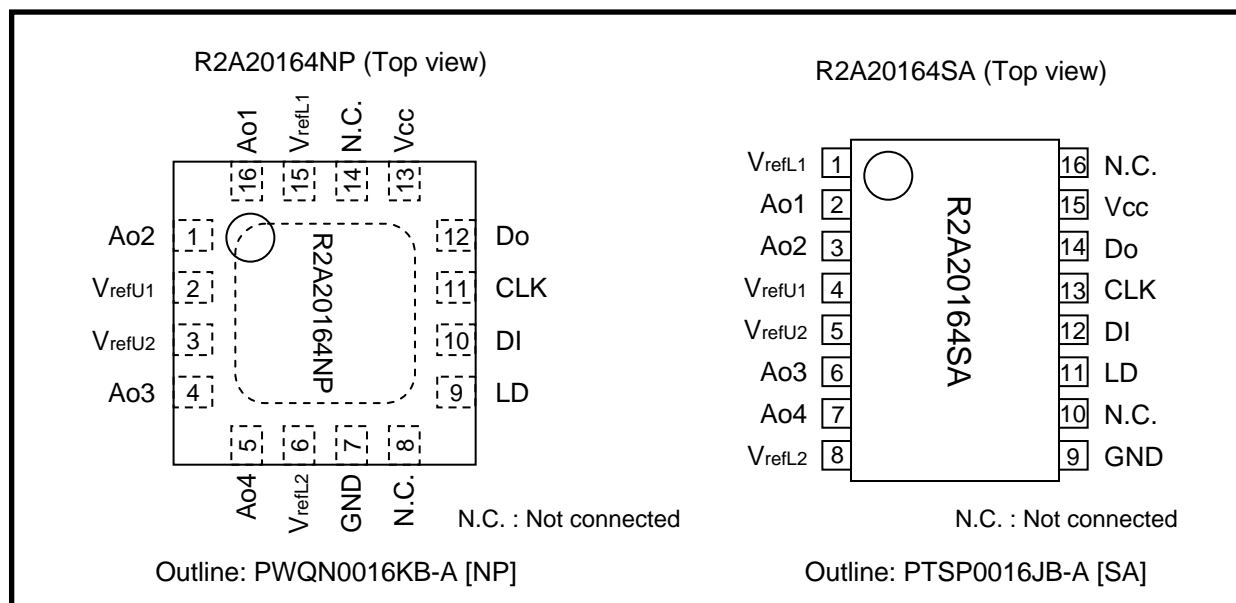 R2A20164NP (Top view)
Ao1
VrefL1
N.C.
Vcc
16
15
14
13
Ao2 1
VrefU1 2
VrefU2 3
Ao3 4
R2A20164NP
12 Do
11 CLK
10 DI
9 LD
5
6
7
8
Ao4
VrefL2
GND
N.C.
N.C. : Not connected
Outline: PWQN0016KB-A [NP]
R2A20164SA (Top view)
VrefL1 1
Ao1 2
Ao2 3
VrefU1 4
VrefU2 5
Ao3 6
Ao4 7
VrefL2 8
R2A20164SA
16 N.C.
15 Vcc
14 Do
13 CLK
12 DI
11 LD
10 N.C.
9 GND
N.C. : Not connected
Outline: PTSP0016JB-A [SA]